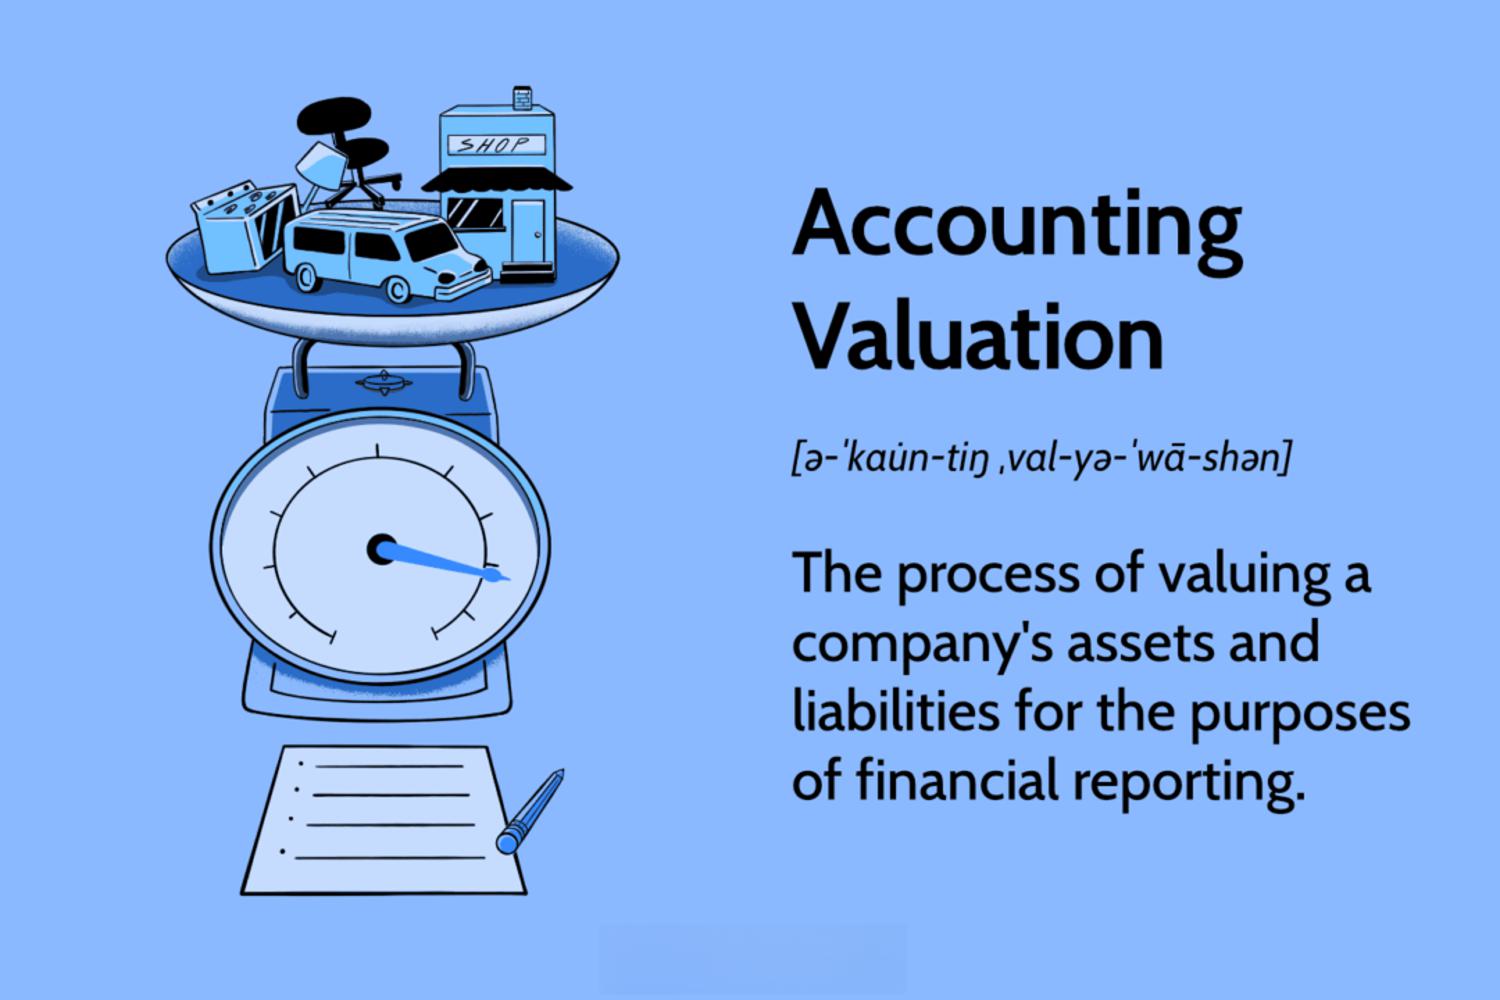 SHOP
Accounting
Valuation
[ə-ˈkau̇n-tiŋ ˌval-yə-ˈwā-shən]
The process of valuing a
company's assets and
liabilities for the purposes
of financial reporting.